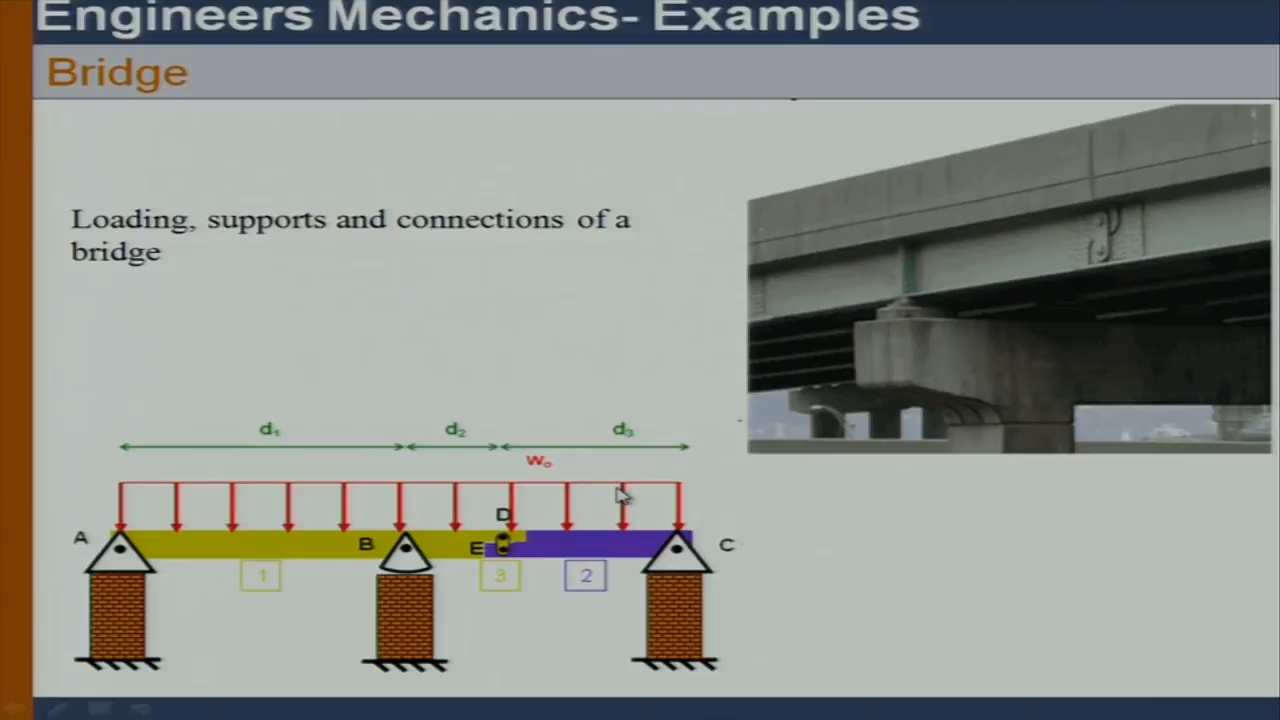 Engineers Mechanics- Examples
Bridge
Loading, supports and connections of a
bridge
d₁ d₂ d₃
w₀
D
A B E C
1 3 2